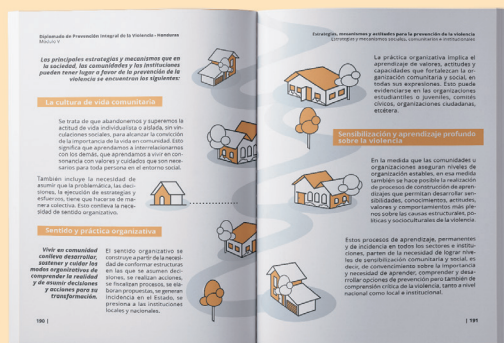 Diplomado de Prevención Integral de la Violencia - Honduras
Módulo V
Las principales estrategias y mecanismos que en
la sociedad, las comunidades y las instituciones
pueden tener lugar a favor de la prevención de la
violencia se encuentran los siguientes:
La cultura de vida comunitaria
Se trata de que abandonemos y superemos la
actitud de vida individualista o aislada, sin vin-
culaciones sociales, para alcanzar la convicción
de la importancia de la vida en comunidad. Esto
significa que aprendamos a interrelacionarnos
con los demás, que aprendamos a vivir en con-
sonancia con valores y cuidados que son nece-
sarios para toda persona en el entorno social.
También incluye la necesidad de
asumir que la problemática, las deci-
siones, la ejecución de estrategias y
esfuerzos, tiene que hacerse de ma-
nera colectiva. Esto conlleva la nece-
sidad de sentido organizativo.
Sentido y práctica organizativa
Vivir en comunidad
conlleva desarrollar,
sostener y cuidar los
modos organizativos de
comprender la realidad
y de asumir decisiones
y acciones para su
transformación.
El sentido organizativo se
construye a partir de la necesi-
dad de conformar estructuras
en las que se asumen deci-
siones, se realizan acciones,
se focalizan procesos, se ela-
boran propuestas, se generan
incidencia en el Estado, se
presiona a las instituciones
locales y nacionales.
190 |
Estrategias, mecanismos y actitudes para la prevención de la violencia
Estrategias y mecanismos sociales, comunitarios e institucionales
La práctica organizativa implica el
aprendizaje de valores, actitudes y
capacidades que fortalezcan la or-
ganización comunitaria y social, en
todas sus expresiones. Esto puede
evidenciarse en las organizaciones
estudiantiles o juveniles, comités
cívicos, organizaciones ciudadanas,
etcétera.
Sensibilización y aprendizaje profundo
sobre la violencia
En la medida que las comunidades u
organizaciones aseguran niveles de
organización estables, en esa medida
también se hace posible la realización
de procesos de construcción de apren-
dizajes que permitan desarrollar sen-
sibilidades, conocimientos, actitudes,
valores y comportamientos más ple-
nos sobre las causas estructurales, po-
líticas y socioculturales de la violencia.
Estos procesos de aprendizaje, permanentes
y de incidencia en todos los sectores e institu-
ciones, parten de la necesidad de lograr nive-
les de sensibilización comunitaria y social, es
decir, de convencimiento sobre la importancia
y necesidad de aprender, comprender y desa-
rrollar opciones de prevención para también de
comprensión crítica de la violencia, tanto a nivel
nacional como local e institucional.
| 191